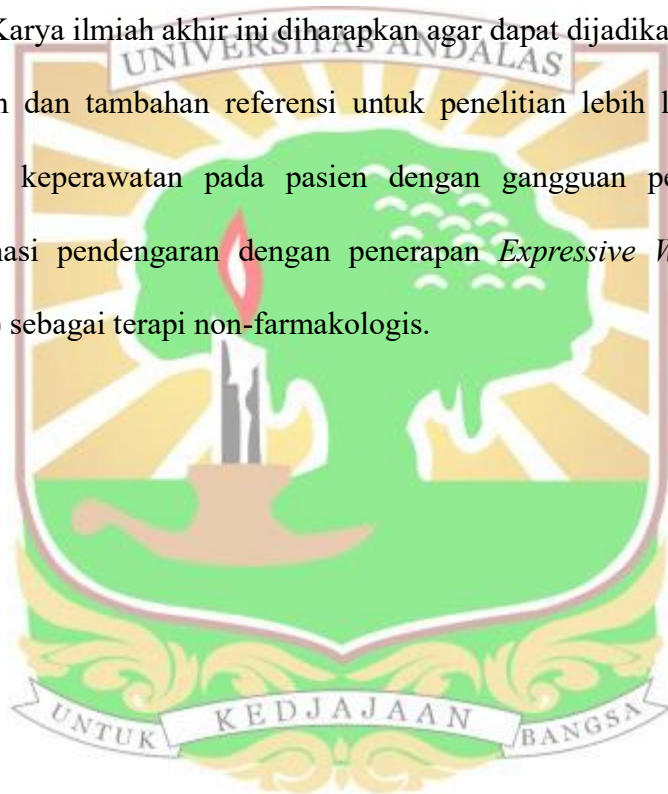 Karya ilmiah akhir ini diharapkan agar dapat dijadika
UNIVERSITAS ANDALAS
n dan tambahan referensi untuk penelitian lebih l
keperawatan pada pasien dengan gangguan pe
nasi pendengaran dengan penerapan Expressive W
) sebagai terapi non-farmakologis.
UNTUK KEDJAJAAN BANGSA